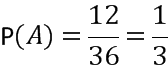 P(A) = 12/36 = 1/3